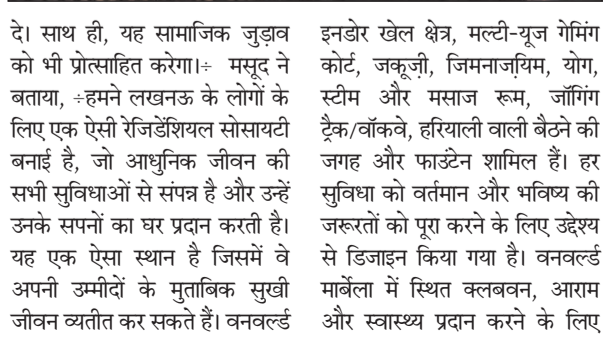 दे। साथ ही, यह सामाजिक जुड़ाव
को भी प्रोत्साहित करेगा।÷ मसूद ने
बताया, ÷हमने लखनऊ के लोगों के
लिए एक ऐसी रेजिडेंशियल सोसायटी
बनाई है, जो आधुनिक जीवन की
सभी सुविधाओं से संपन्न है और उन्हें
उनके सपनों का घर प्रदान करती है।
यह एक ऐसा स्थान है जिसमें वे
अपनी उम्मीदों के मुताबिक सुखी
जीवन व्यतीत कर सकते हैं। वनवर्ल्ड
इनडोर खेल क्षेत्र, मल्टी-यूज गेमिंग
कोर्ट, जकूज़ी, जिमनाज़यिम, योग,
स्टीम और मसाज रूम, जॉगिंग
ट्रैक/वॉकवे, हरियाली वाली बैठने की
जगह और फाउंटेन शामिल हैं। हर
सुविधा को वर्तमान और भविष्य की
जरूरतों को पूरा करने के लिए उद्देश्य
से डिजाइन किया गया है। वनवर्ल्ड
मार्बेला में स्थित क्लबवन, आराम
और स्वास्थ्य प्रदान करने के लिए